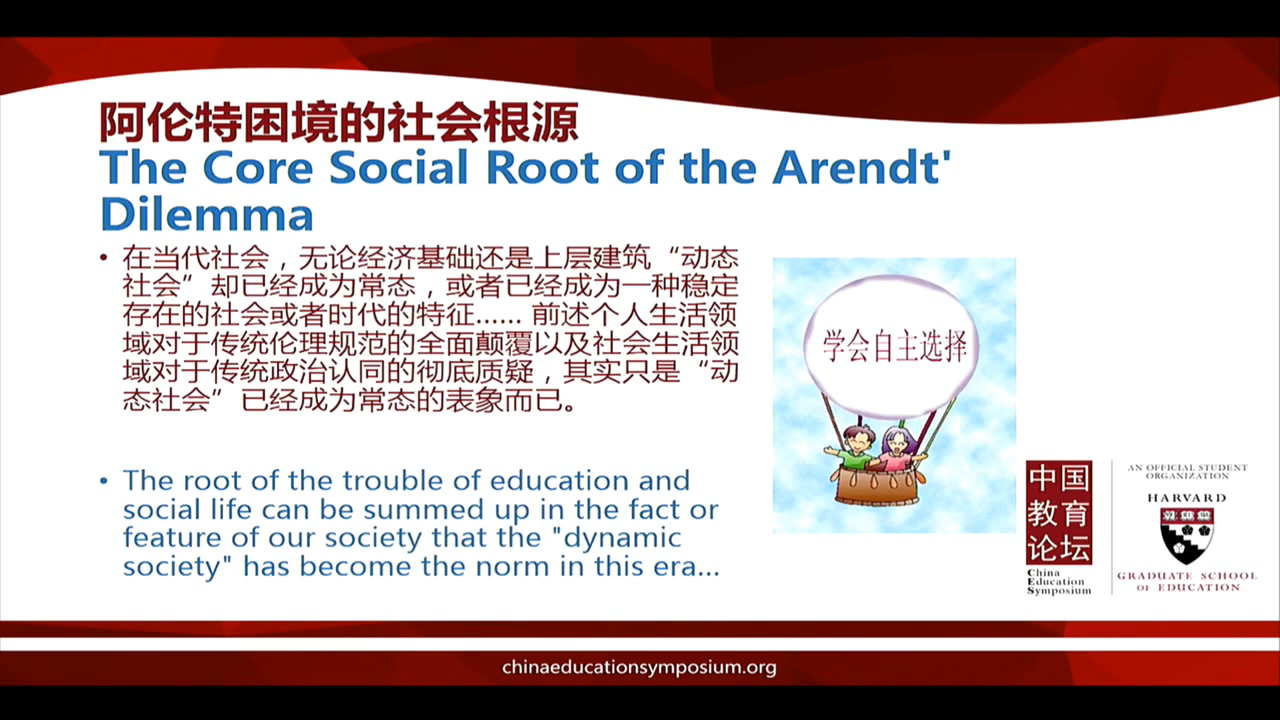 阿伦特困境的社会根源
The Core Social Root of the Arendt'
Dilemma
• 在当代社会，无论经济基础还是上层建筑“动态
社会”却已经成为常态，或者已经成为一种稳定
存在的社会或者时代的特征…… 前述个人生活领
域对于传统伦理规范的全面颠覆以及社会生活领
域对于传统政治认同的彻底质疑，其实只是“动
态社会”已经成为常态的表象而已。
• The root of the trouble of education and
social life can be summed up in the fact or
feature of our society that the "dynamic
society" has become the norm in this era...
学会自主选择
中国
教育
论坛
China
Education
Symposium
AN OFFICIAL STUDENT
ORGANIZATION
HARVARD
GRADUATE SCHOOL
OF EDUCATION
chinaeducationsymposium.org